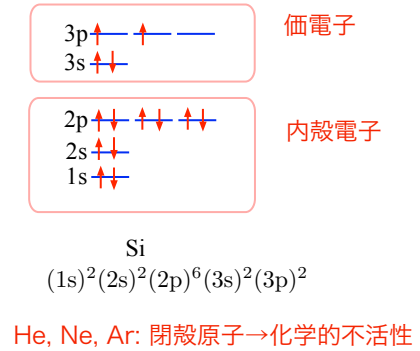 3p
価電子
3s
2p
内殻電子
2s
1s
Si
(1s)²(2s)²(2p)⁶(3s)²(3p)²
He, Ne, Ar: 閉殻原子→化学的不活性